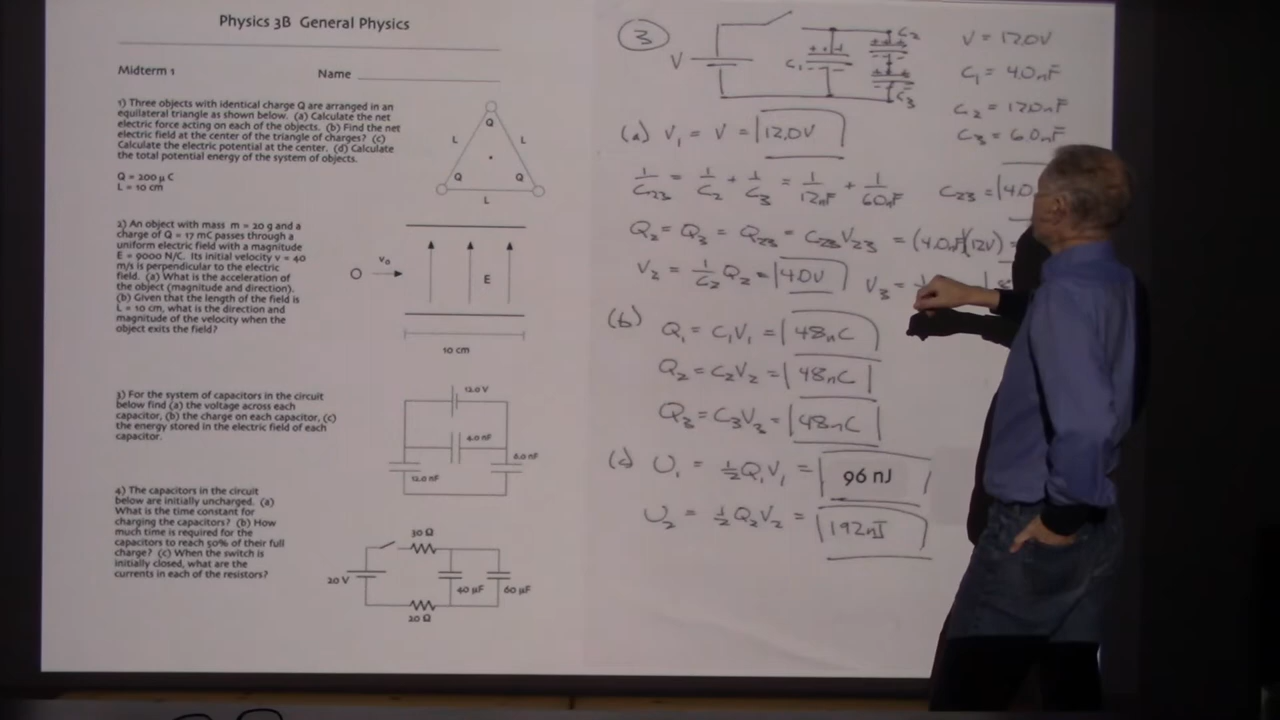 Physics 3B General Physics
Midterm 1
Name
1) Three objects with identical charge Q are arranged in an
equilateral triangle as shown below. (a) Calculate the net
electric force acting on each of the objects. (b) Find the net
electric field at the center of the triangle of charges? (c)
Calculate the electric potential at the center. (d) Calculate
the total potential energy of the system of objects.
Q = 200 μ C
L = 10 cm
Q
L
L
Q
Q
L
2) An object with mass m = 20 g and a
charge of Q = 17 mC passes through a
uniform electric field with a magnitude
E = 9000 N/C. Its initial velocity v = 40
m/s is perpendicular to the electric
field. (a) What is the acceleration of
the object (magnitude and direction).
(b) Given that the length of the field is
L = 10 cm, what is the direction and
magnitude of the velocity when the
object exits the field?
v0
E
10 cm
3) For the system of capacitors in the circuit
below find (a) the voltage across each
capacitor, (b) the charge on each capacitor, (c)
the energy stored in the electric field of each
capacitor.
12.0 V
4.0 nF
6.0 nF
12.0 nF
4) The capacitors in the circuit
below are initially uncharged. (a)
What is the time constant for
charging the capacitors? (b) How
much time is required for the
capacitors to reach 50% of their full
charge? (c) When the switch is
initially closed, what are the
currents in each of the resistors?
30 Ω
20 V
40 μF
60 μF
20 Ω
3
V
C1
C2
C3
V = 12.0V
C1 = 4.0nF
C2 = 12.0nF
C3 = 6.0nF
(a) V1 = V = 12.0V
1/C23 = 1/C2 + 1/C3 = 1/12nF + 1/6.0nF C23 = 4.0
Q2 = Q3 = Q23 = C23V23 = (4.0nF)(12V) =
V2 = 1/C2 Q2 = 4.0V V3 =
(b) Q1 = C1V1 = 48nC
Q2 = C2V2 = 48nC
Q3 = C3V3 = 48nC
(c) U1 = ½Q1V1 = 96 nJ
U2 = ½Q2V2 = 192nJ